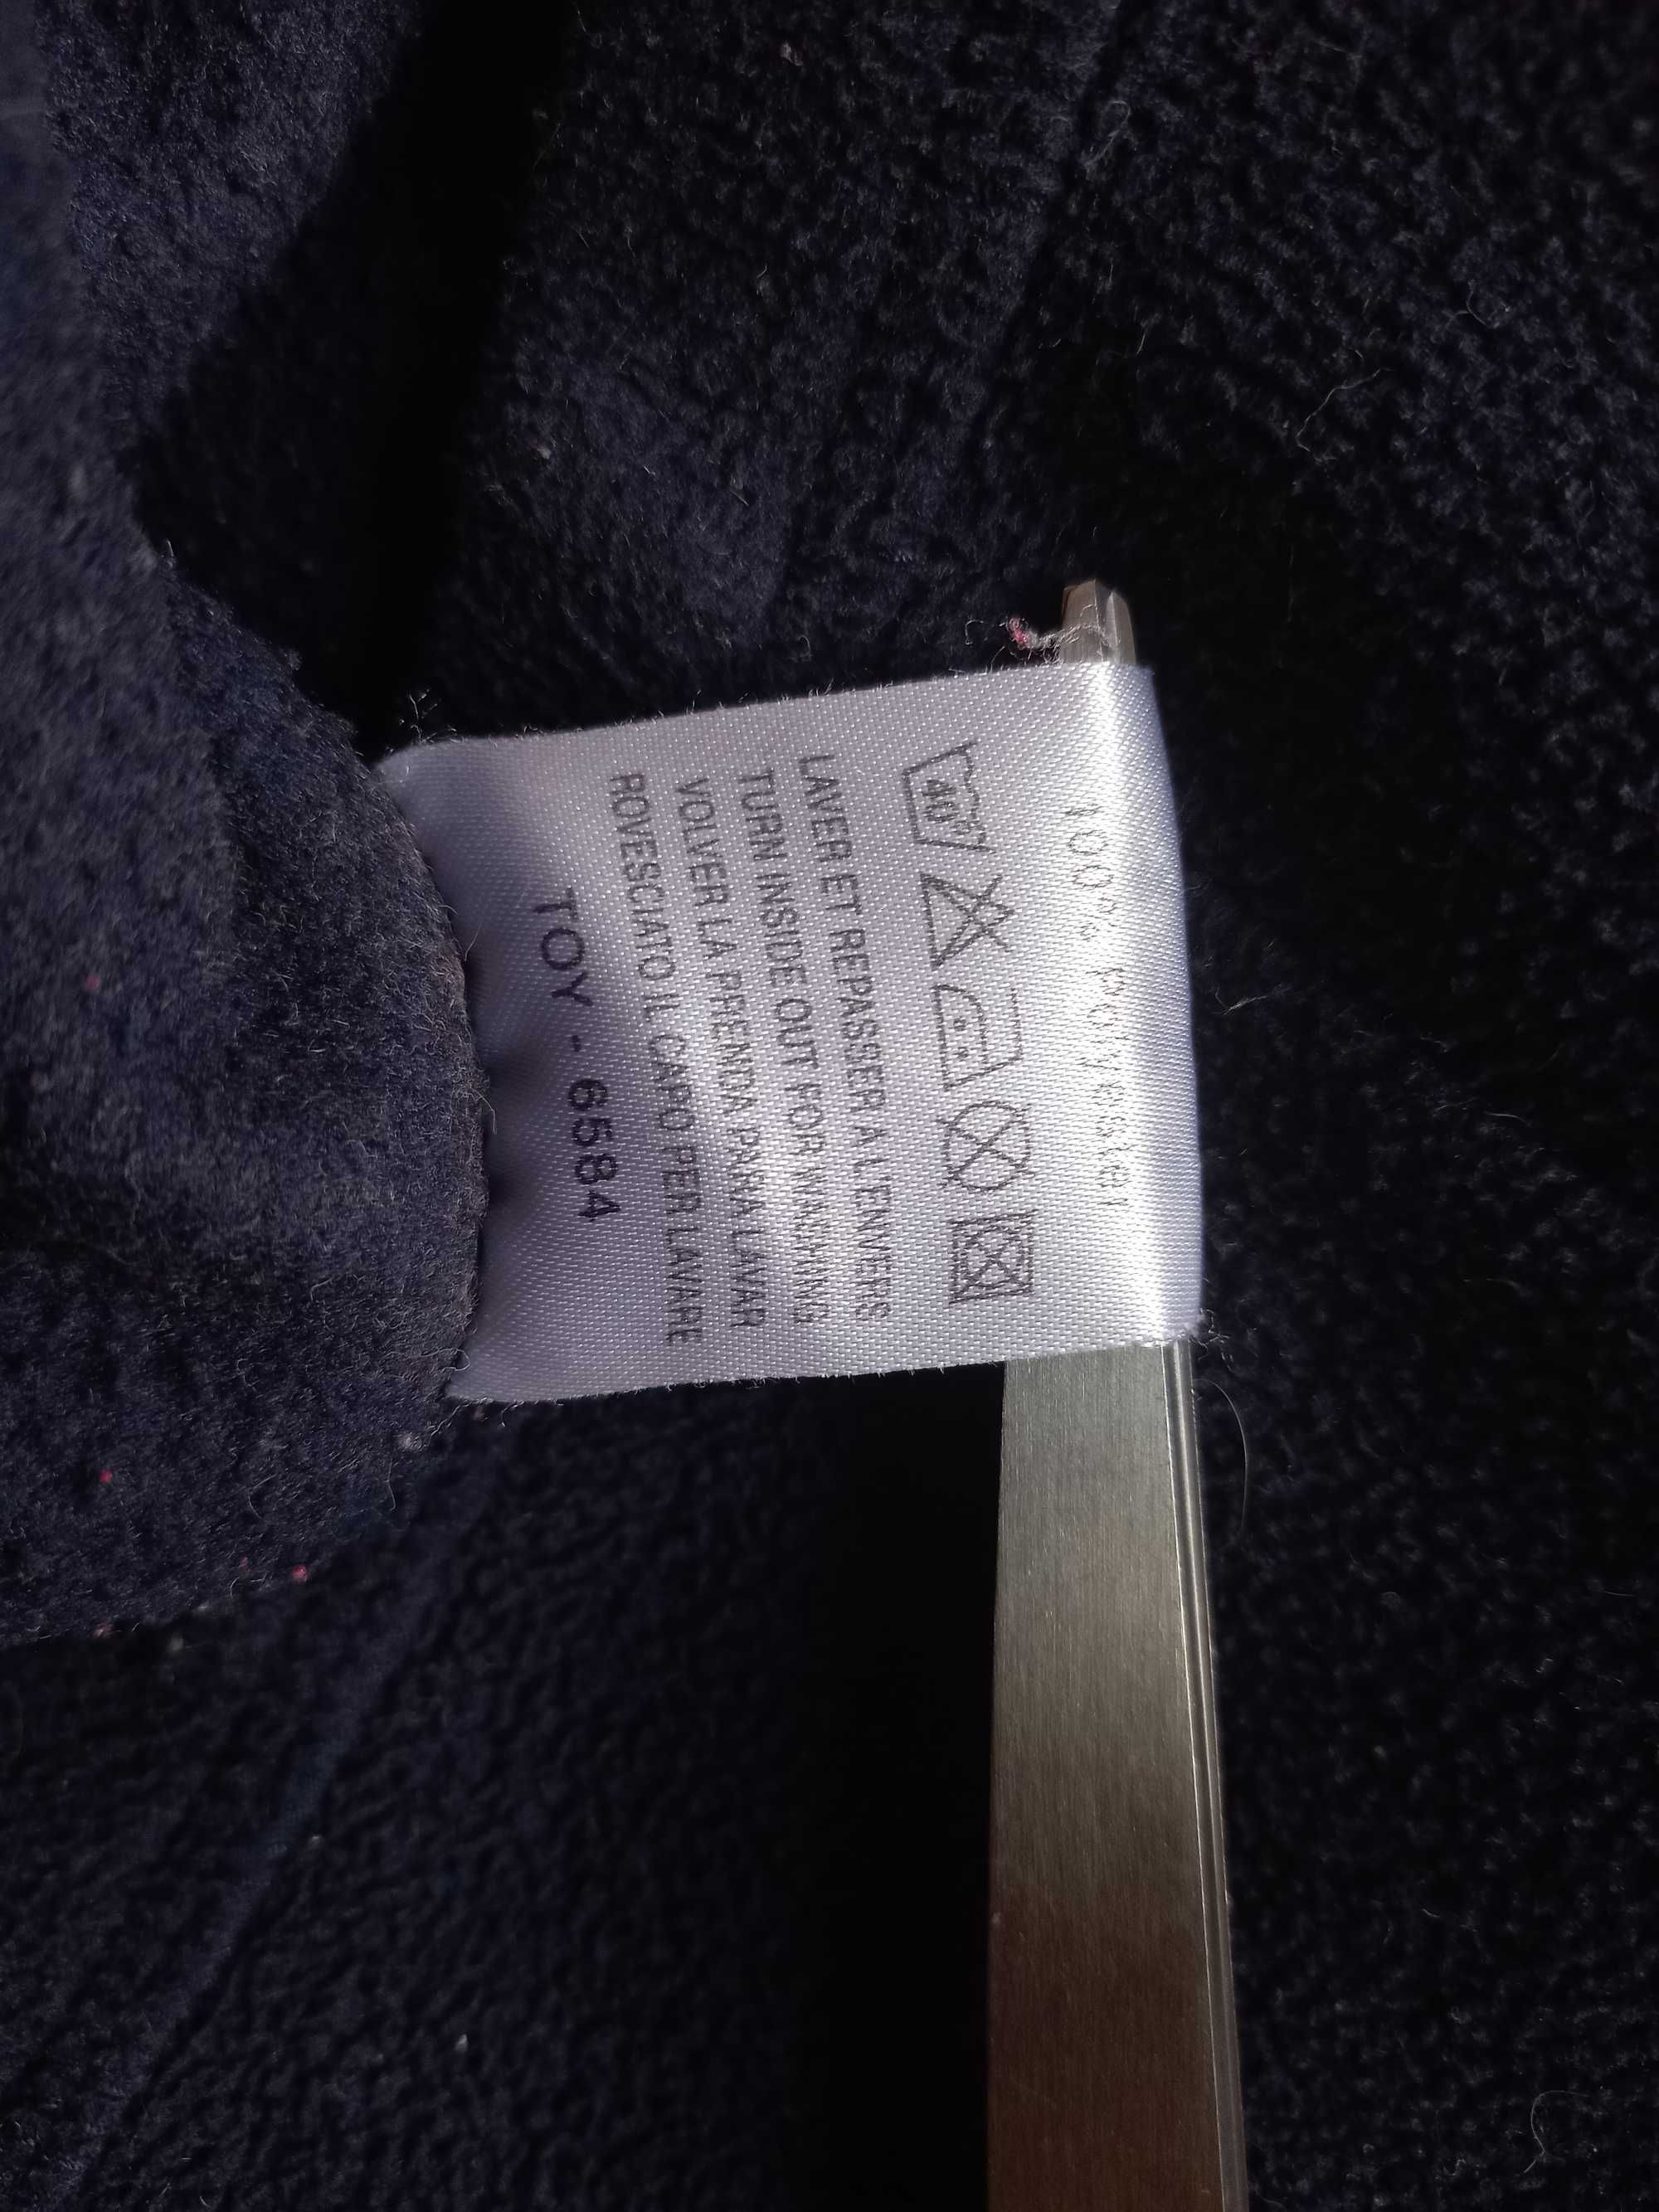 100% polyester
40°
LAVER ET REPASSER A L'ENVERS
TURN INSIDE OUT FOR WASHING
VOLVER LA PRENDA PARA LAVAR
ROVESCIATO IL CAPO PER LAVARE
TOY - 6584